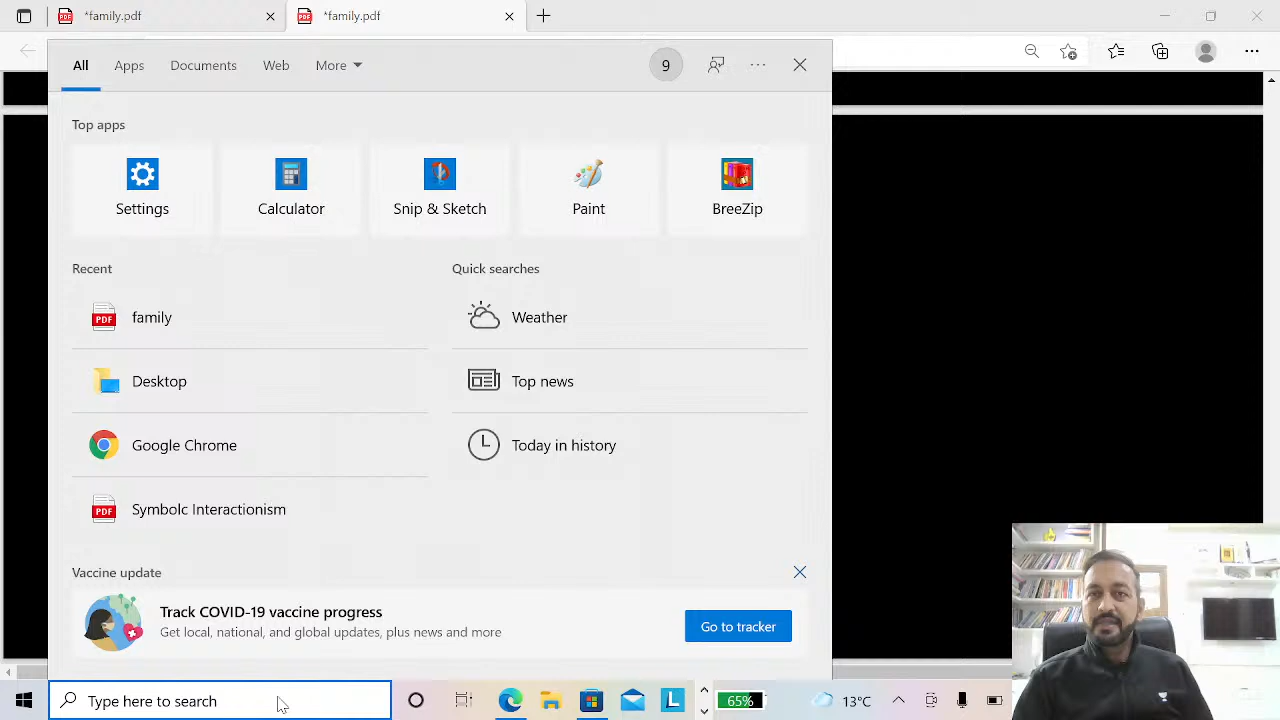 *family.pdf
*family.pdf
All Apps Documents Web More
9
Top apps
Settings
Calculator
Snip & Sketch
Paint
BreeZip
Recent
Quick searches
PDF family
Weather
Desktop
Top news
Google Chrome
Today in history
PDF Symbolc Interactionism
Vaccine update
Track COVID-19 vaccine progress
Get local, national, and global updates, plus news and more
Go to tracker
Type here to search
65%
13°C